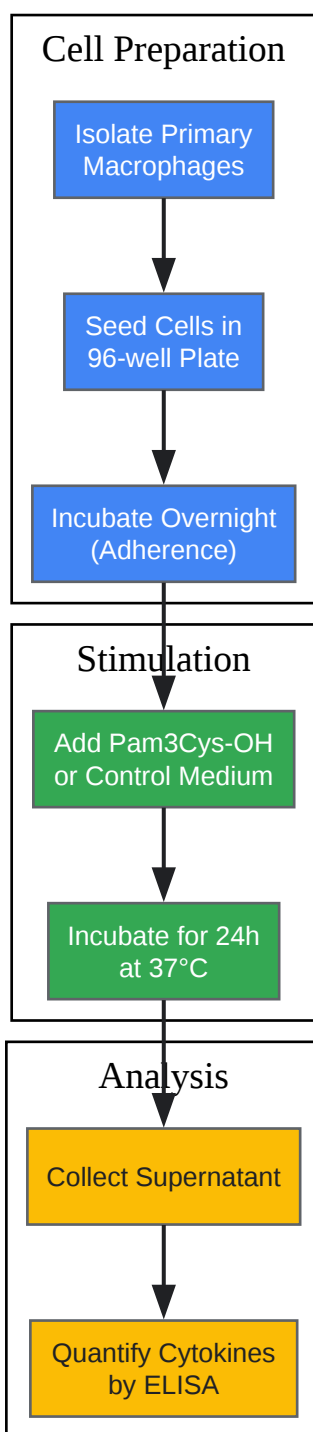 Cell Preparation
Isolate Primary
Macrophages
Seed Cells in
96-well Plate
Incubate Overnight
(Adherence)
Stimulation
Add Pam3Cys-OH
or Control Medium
Incubate for 24h
at 37°C
Analysis
Collect Supernatant
Quantify Cytokines
by ELISA